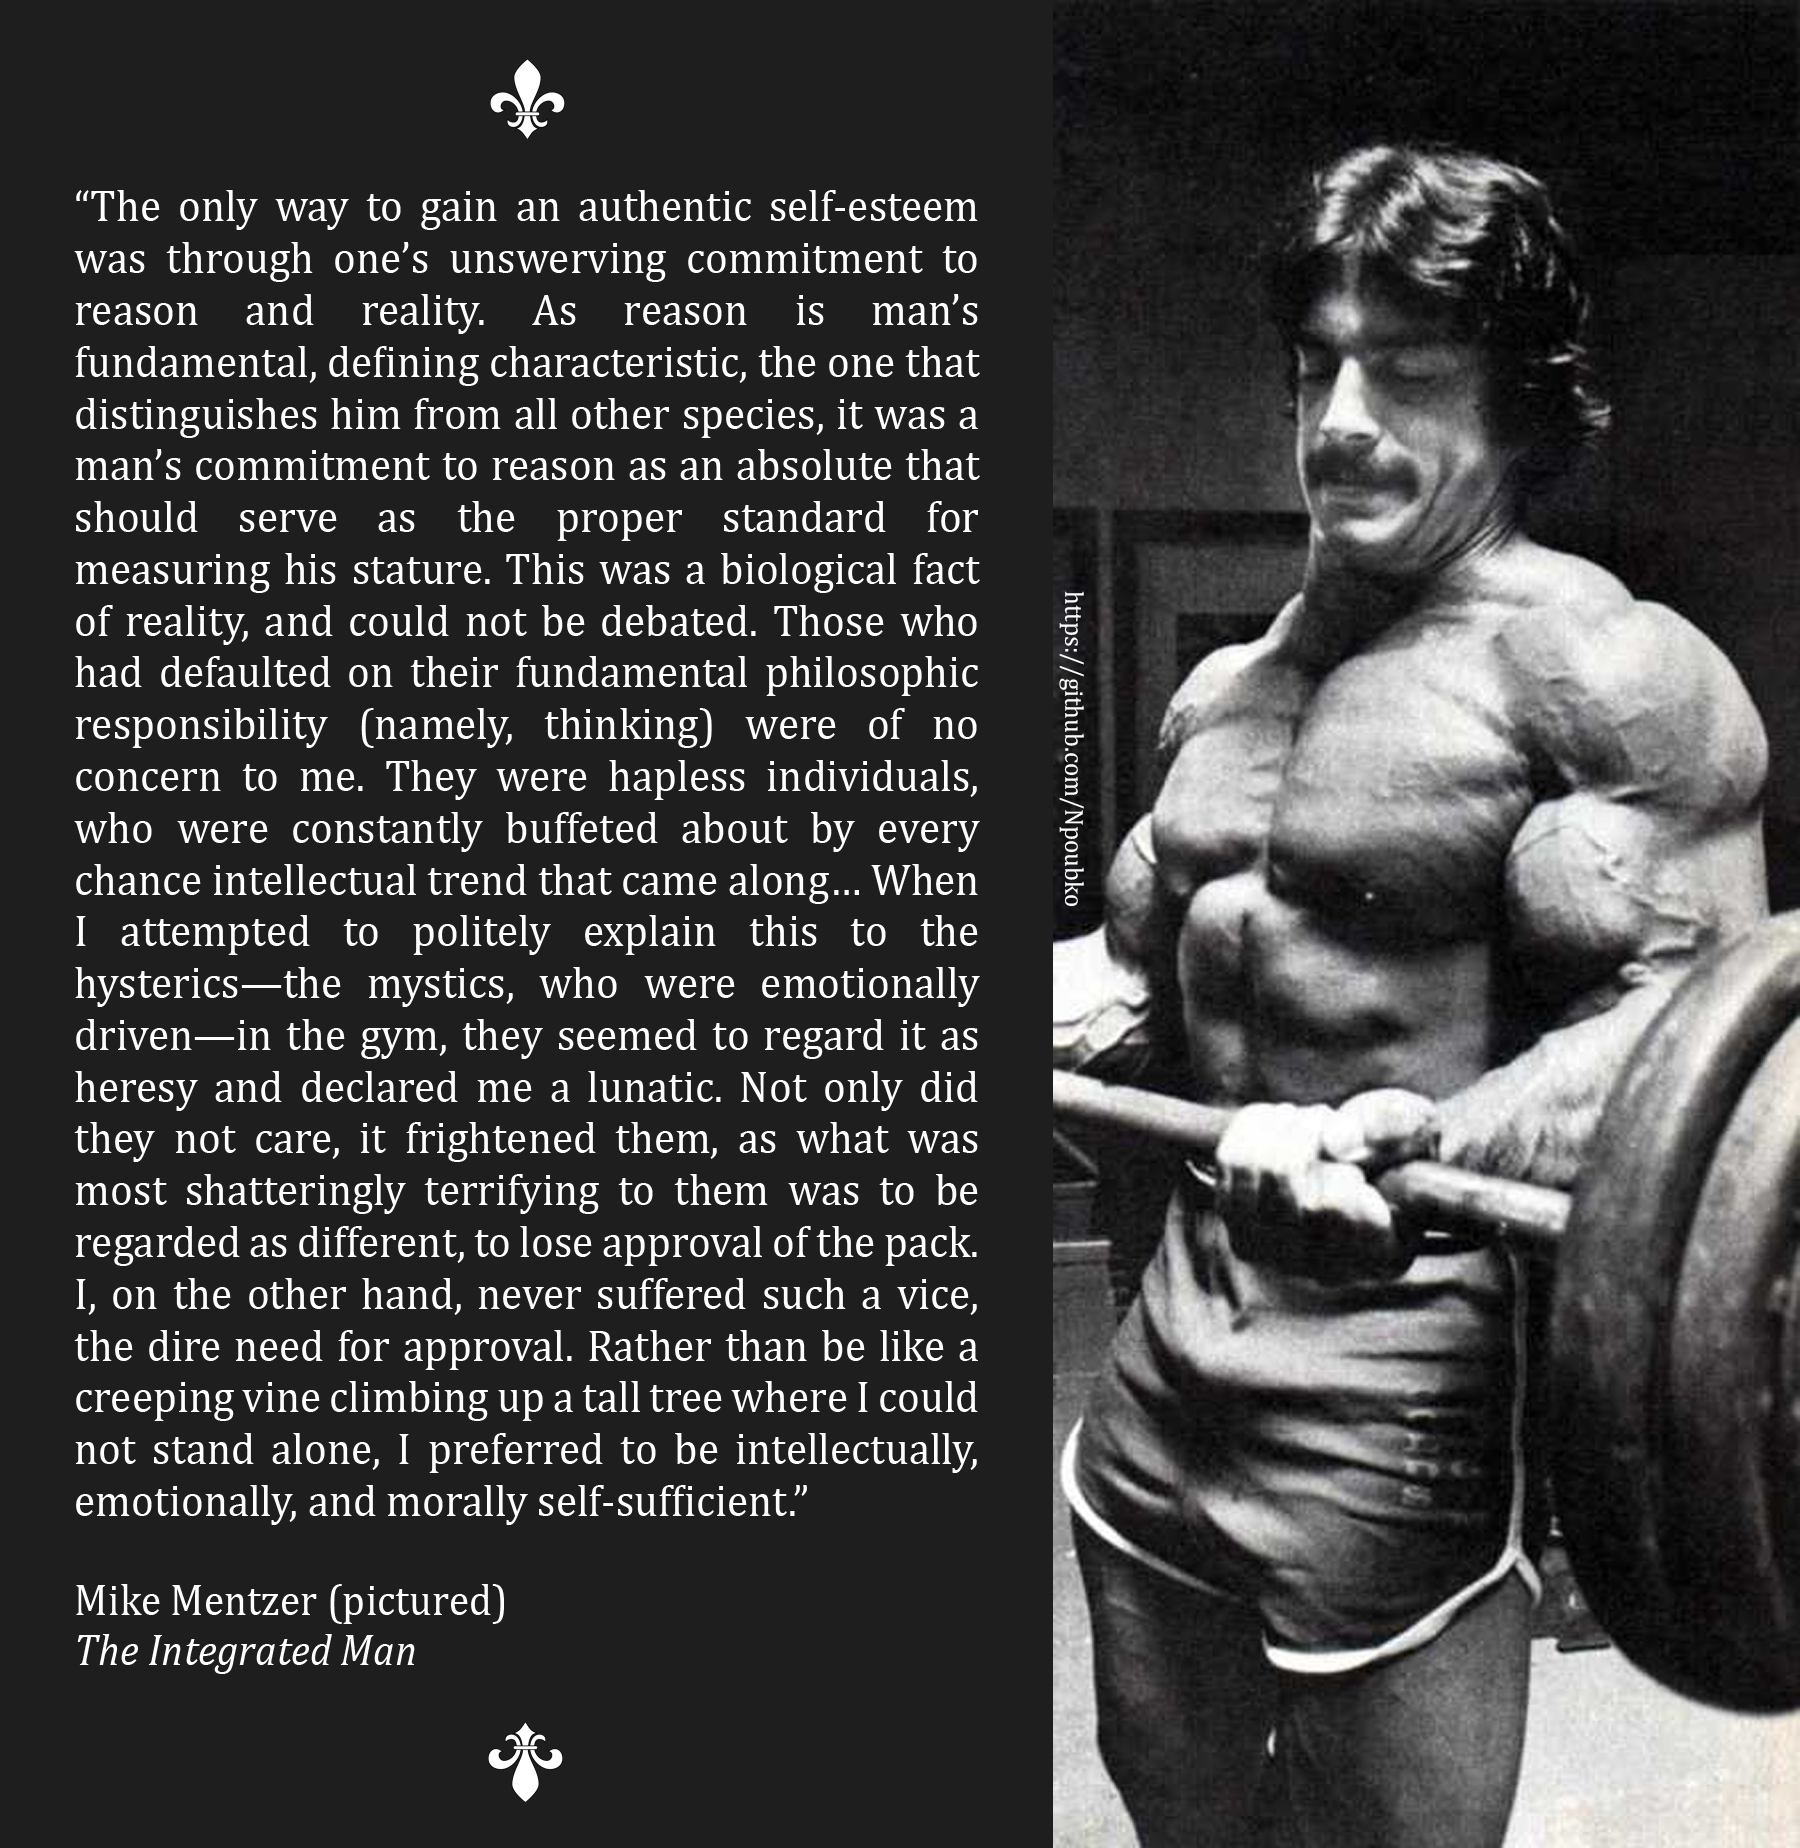 “The only way to gain an authentic self-esteem
was through one’s unswerving commitment to
reason and reality. As reason is man’s
fundamental, defining characteristic, the one that
distinguishes him from all other species, it was a
man’s commitment to reason as an absolute that
should serve as the proper standard for
measuring his stature. This was a biological fact
of reality, and could not be debated. Those who
had defaulted on their fundamental philosophic
responsibility (namely, thinking) were of no
concern to me. They were hapless individuals,
who were constantly buffeted about by every
chance intellectual trend that came along… When
I attempted to politely explain this to the
hysterics—the mystics, who were emotionally
driven—in the gym, they seemed to regard it as
heresy and declared me a lunatic. Not only did
they not care, it frightened them, as what was
most shatteringly terrifying to them was to be
regarded as different, to lose approval of the pack.
I, on the other hand, never suffered such a vice,
the dire need for approval. Rather than be like a
creeping vine climbing up a tall tree where I could
not stand alone, I preferred to be intellectually,
emotionally, and morally self-sufficient.”
Mike Mentzer (pictured)
The Integrated Man
https://github.com/Npoubko